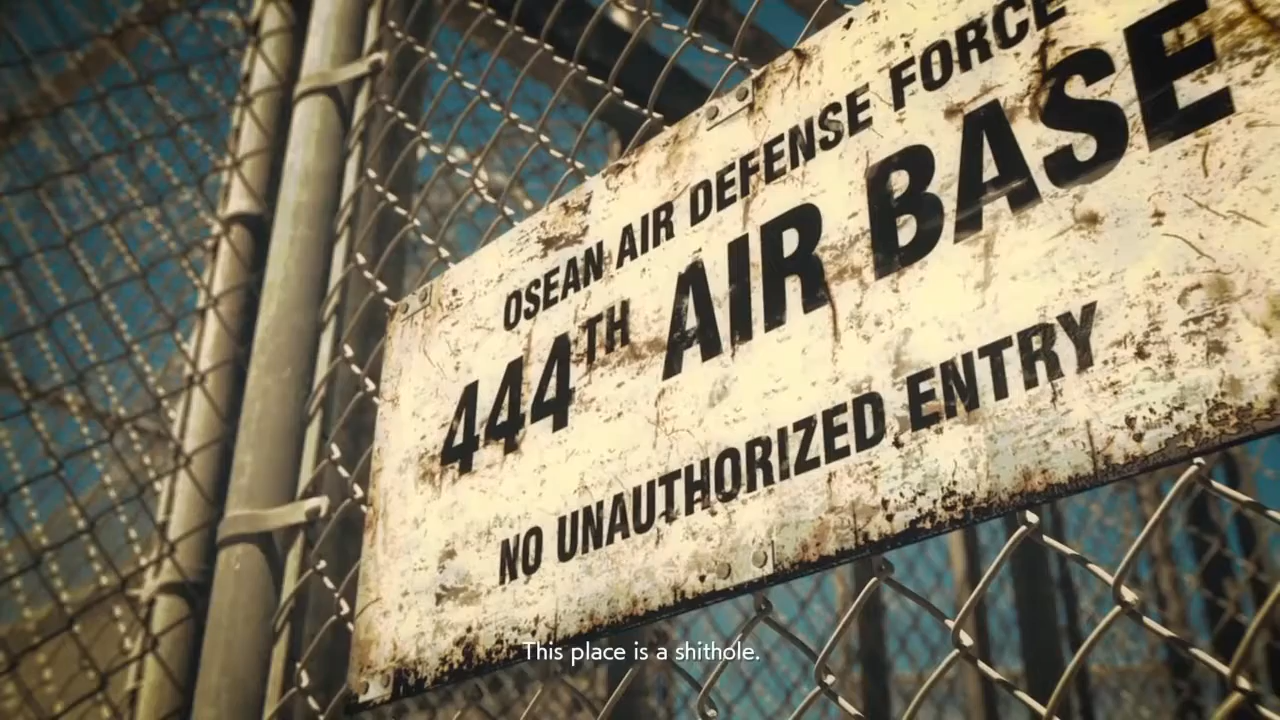 OSEAN AIR DEFENSE FORCE
444TH AIR BASE
NO UNAUTHORIZED ENTRY
This place is a shithole.